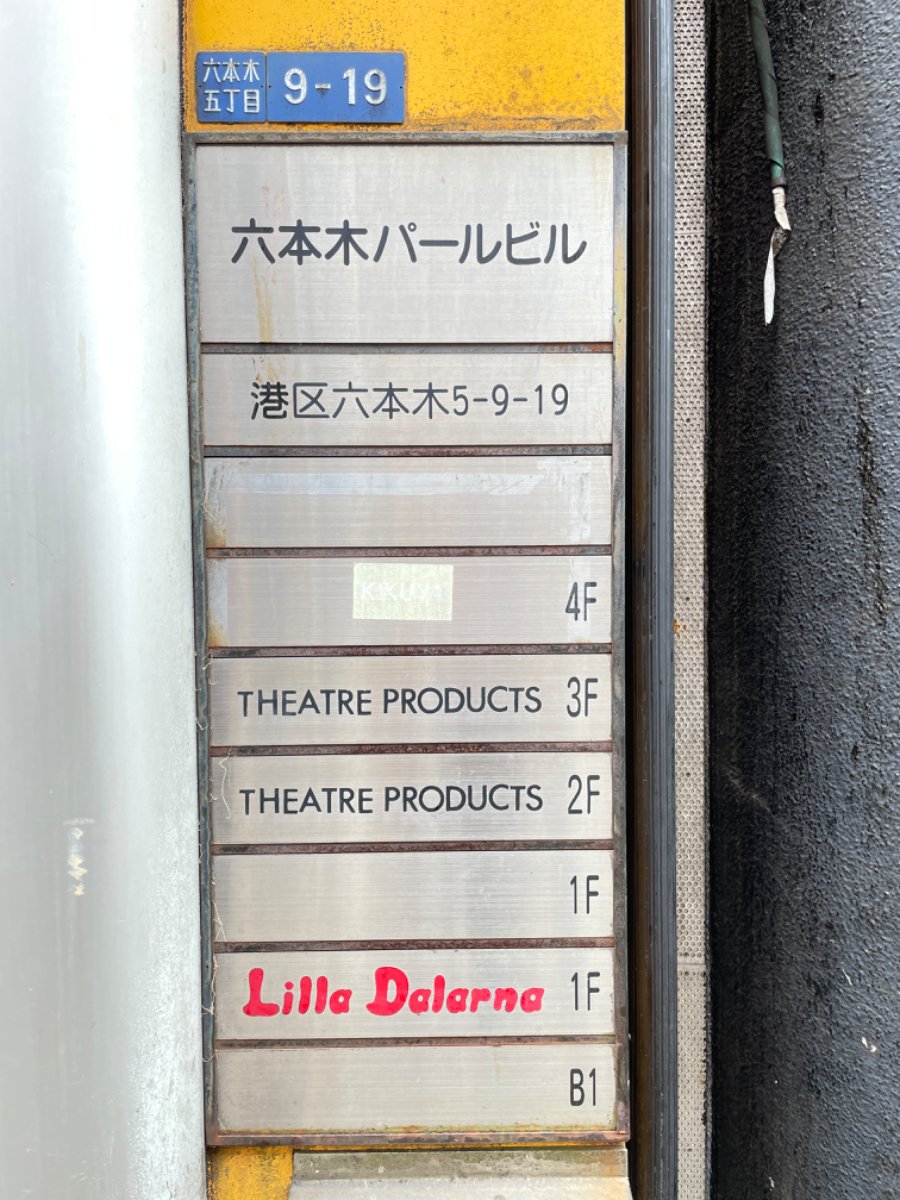 六本木
五丁目
9-19
六本木パールビル
港区六本木5-9-19
KAKUYA 4F
THEATRE PRODUCTS 3F
THEATRE PRODUCTS 2F
1F
Lilla Dalarna 1F
B1